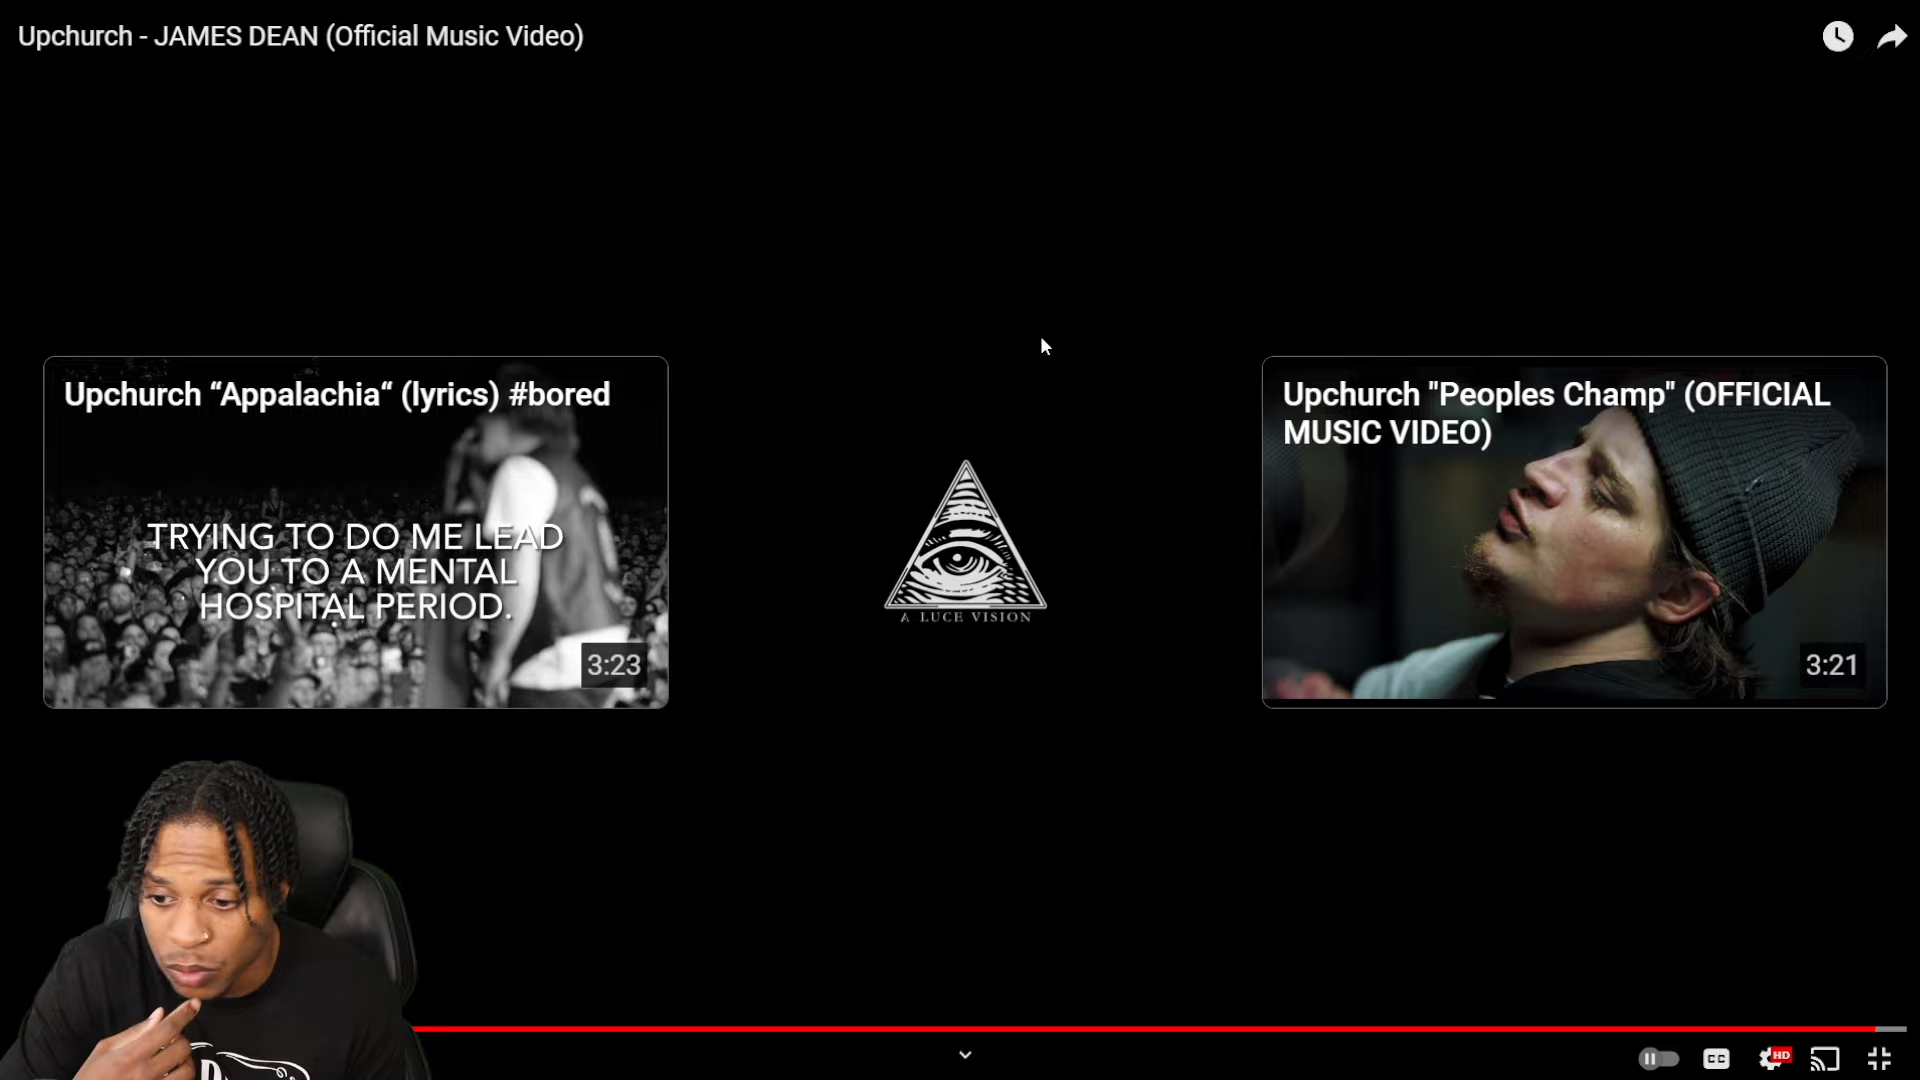 Upchurch - JAMES DEAN (Official Music Video)
Upchurch “Appalachia“ (lyrics) #bored
TRYING TO DO ME LEAD
YOU TO A MENTAL
HOSPITAL PERIOD.
3:23
A LUCE VISION
Upchurch "Peoples Champ" (OFFICIAL
MUSIC VIDEO)
3:21
CC
HD